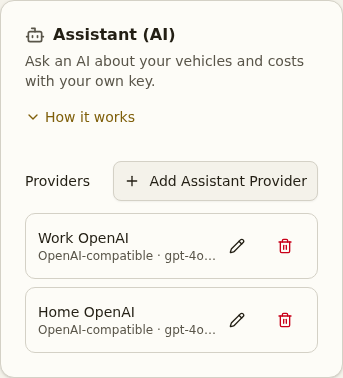 Assistant (AI)
Ask an AI about your vehicles and costs
with your own key.
How it works
Providers
Add Assistant Provider
Work OpenAI
OpenAI-compatible · gpt-4o...
Home OpenAI
OpenAI-compatible · gpt-4o...